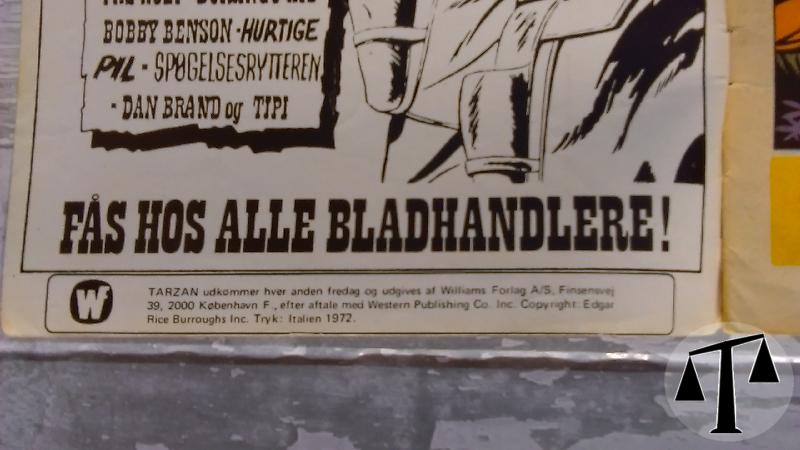 BOBBY BENSON · HURTIGE
PIL - SPØGELSESRYTTEREN
- DAN BRAND og TIPI
FÅS HOS ALLE BLADHANDLERE!
Wf
TARZAN udkommer hver anden fredag og udgives af Williams Forlag A/S, Finsensvej
39, 2000 København F., efter aftale med Western Publishing Co. Inc. Copyright: Edgar
Rice Burroughs Inc. Tryk: Italien 1972.